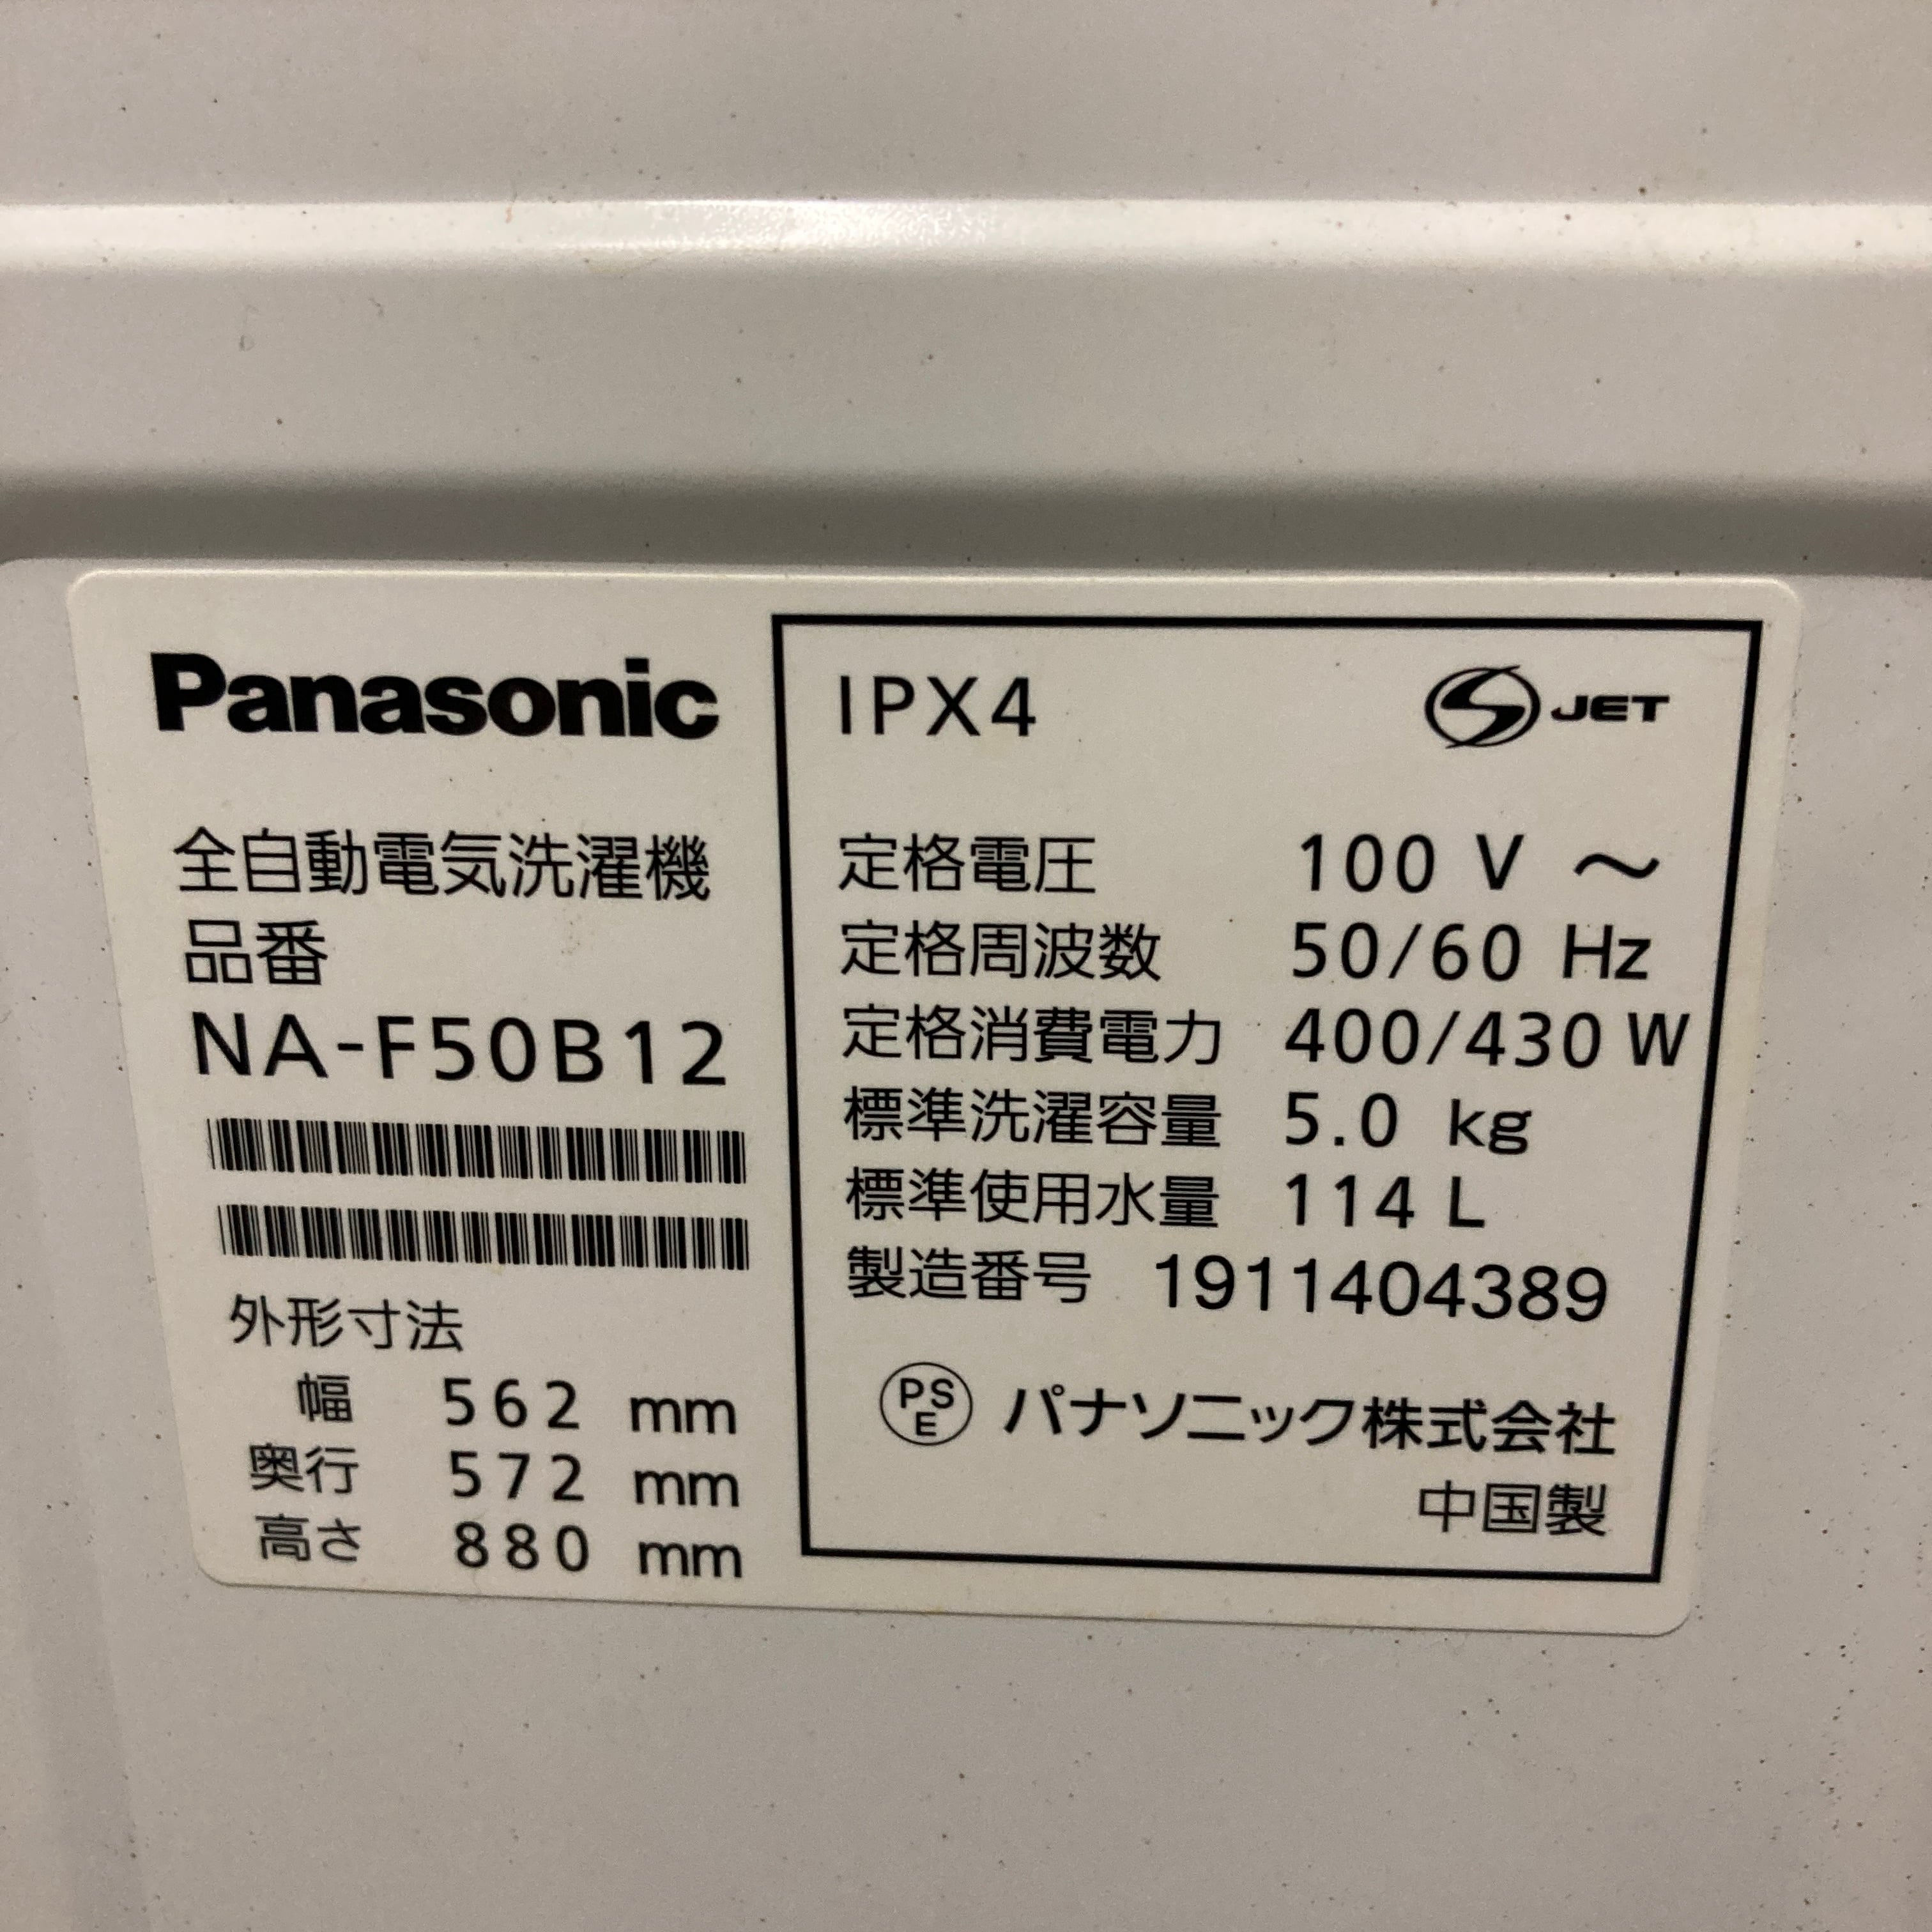 Panasonic
全自動電気洗濯機
品番
NA-F50B12
外形寸法
幅 562 mm
奥行 572 mm
高さ 880 mm
IPX4
S JET
定格電圧 100 V ～
定格周波数 50/60 Hz
定格消費電力 400/430 W
標準洗濯容量 5.0 kg
標準使用水量 114 L
製造番号 1911404389
PSE パナソニック株式会社
中国製